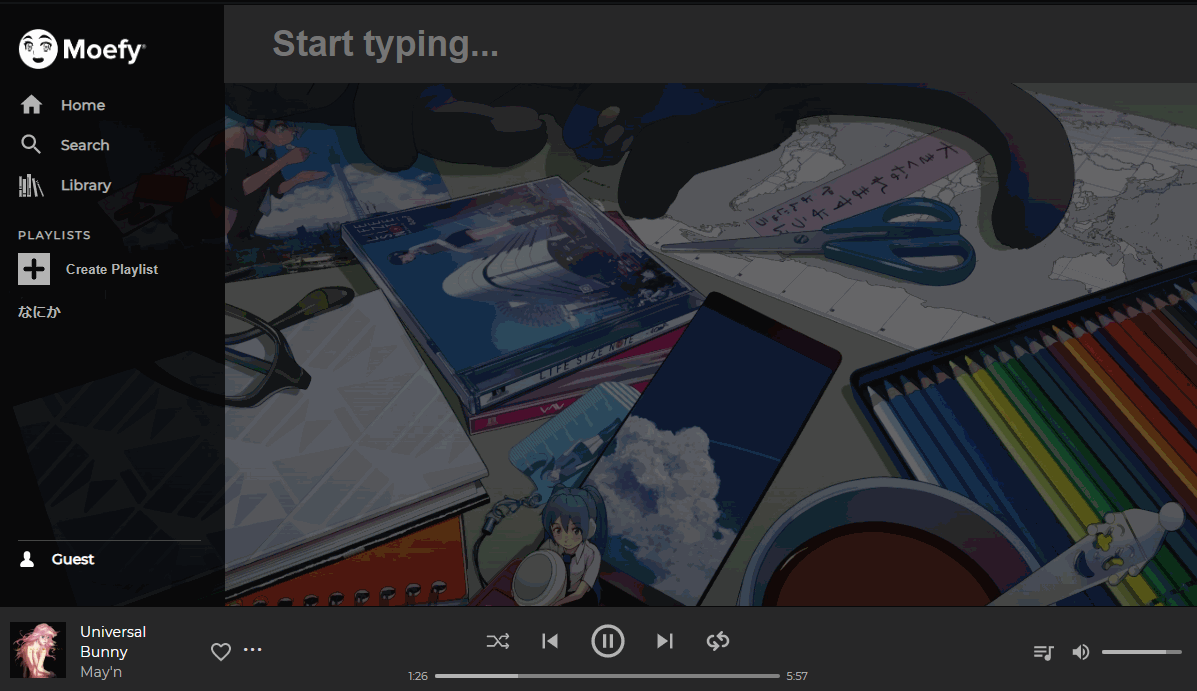 Moefy
Start typing...
Home
Search
Library
PLAYLISTS
Create Playlist
なにか
LIFE SIZE NOTE
Guest
Universal
Bunny
May'n
1:26
5:57